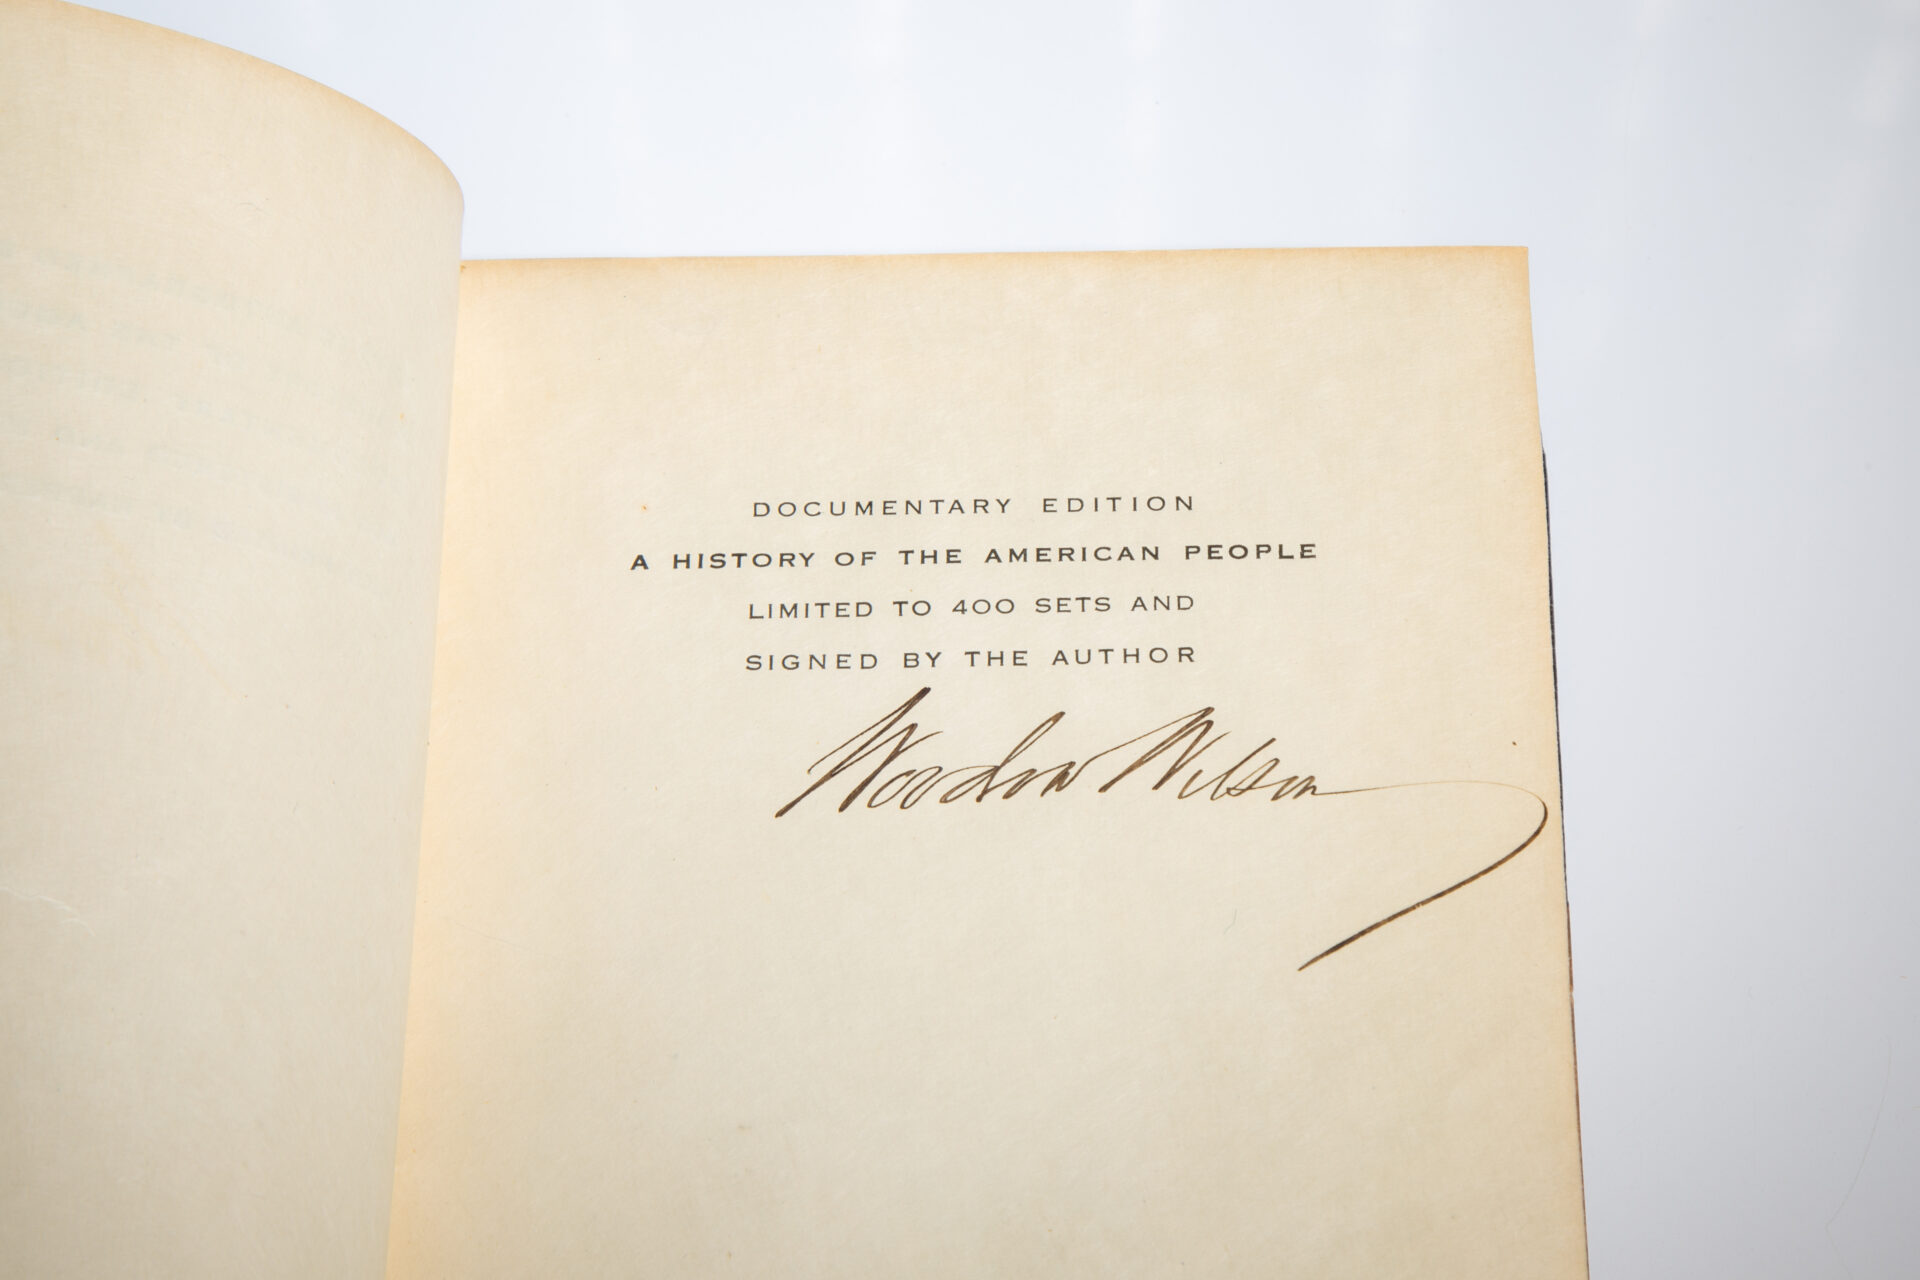 DOCUMENTARY EDITION
A HISTORY OF THE AMERICAN PEOPLE
LIMITED TO 400 SETS AND
SIGNED BY THE AUTHOR
Woodrow Wilson